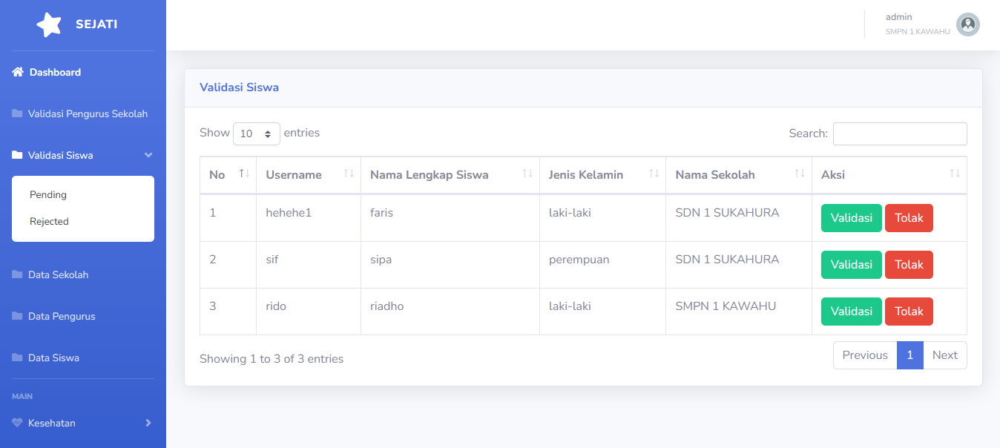 SEJATI
admin
SMPN 1 KAWAHU
Dashboard
Validasi Pengurus Sekolah
Validasi Siswa
Pending
Rejected
Data Sekolah
Data Pengurus
Data Siswa
MAIN
Kesehatan
Validasi Siswa
Show 10 entries Search:
No Username Nama Lengkap Siswa Jenis Kelamin Nama Sekolah Aksi
1 hehehe1 faris laki-laki SDN 1 SUKAHURA Validasi Tolak
2 sif sipa perempuan SDN 1 SUKAHURA Validasi Tolak
3 rido riadho laki-laki SMPN 1 KAWAHU Validasi Tolak
Showing 1 to 3 of 3 entries Previous 1 Next